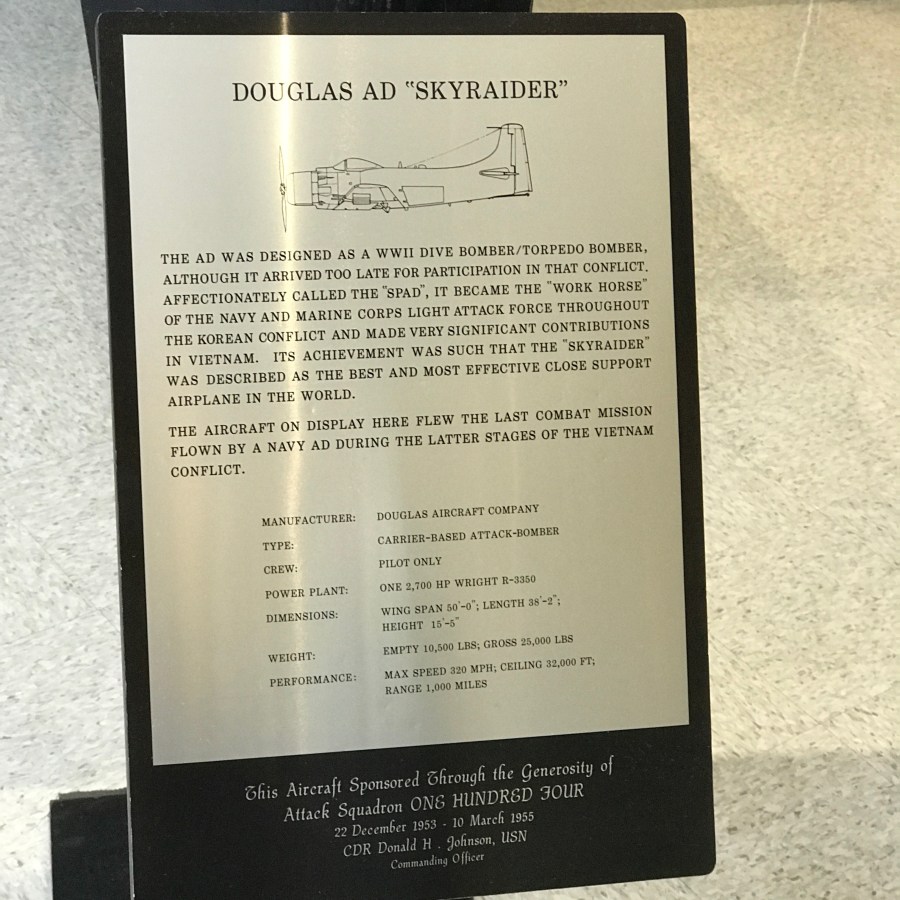 DOUGLAS AD "SKYRAIDER"
THE AD WAS DESIGNED AS A WWII DIVE BOMBER/TORPEDO BOMBER,
ALTHOUGH IT ARRIVED TOO LATE FOR PARTICIPATION IN THAT CONFLICT.
AFFECTIONATELY CALLED THE "SPAD", IT BECAME THE "WORK HORSE"
OF THE NAVY AND MARINE CORPS LIGHT ATTACK FORCE THROUGHOUT
THE KOREAN CONFLICT AND MADE VERY SIGNIFICANT CONTRIBUTIONS
IN VIETNAM. ITS ACHIEVEMENT WAS SUCH THAT THE "SKYRAIDER"
WAS DESCRIBED AS THE BEST AND MOST EFFECTIVE CLOSE SUPPORT
AIRPLANE IN THE WORLD.
THE AIRCRAFT ON DISPLAY HERE FLEW THE LAST COMBAT MISSION
FLOWN BY A NAVY AD DURING THE LATTER STAGES OF THE VIETNAM
CONFLICT.
MANUFACTURER: DOUGLAS AIRCRAFT COMPANY
TYPE: CARRIER-BASED ATTACK-BOMBER
CREW: PILOT ONLY
POWER PLANT: ONE 2,700 HP WRIGHT R-3350
DIMENSIONS: WING SPAN 50'-0"; LENGTH 38'-2";
HEIGHT 15'-5"
WEIGHT: EMPTY 10,500 LBS; GROSS 25,000 LBS
PERFORMANCE: MAX SPEED 320 MPH; CEILING 32,000 FT;
RANGE 1,000 MILES
This Aircraft Sponsored Through the Generosity of
Attack Squadron ONE HUNDRED FOUR
22 December 1953 - 10 March 1955
CDR Donald H . Johnson, USN
Commanding Officer